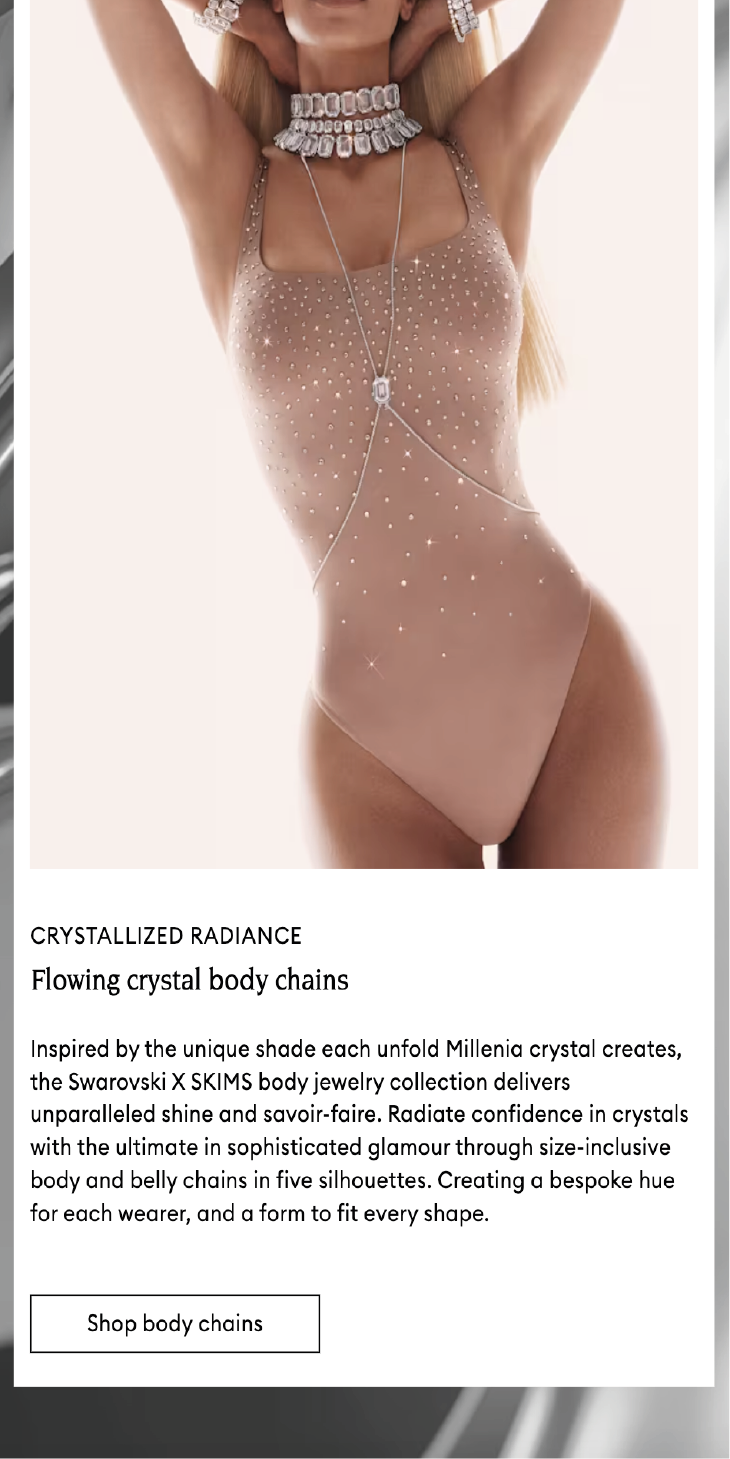 CRYSTALLIZED RADIANCE
Flowing crystal body chains
Inspired by the unique shade each unfold Millenia crystal creates,
the Swarovski X SKIMS body jewelry collection delivers
unparalleled shine and savoir-faire. Radiate confidence in crystals
with the ultimate in sophisticated glamour through size-inclusive
body and belly chains in five silhouettes. Creating a bespoke hue
for each wearer, and a form to fit every shape.
Shop body chains